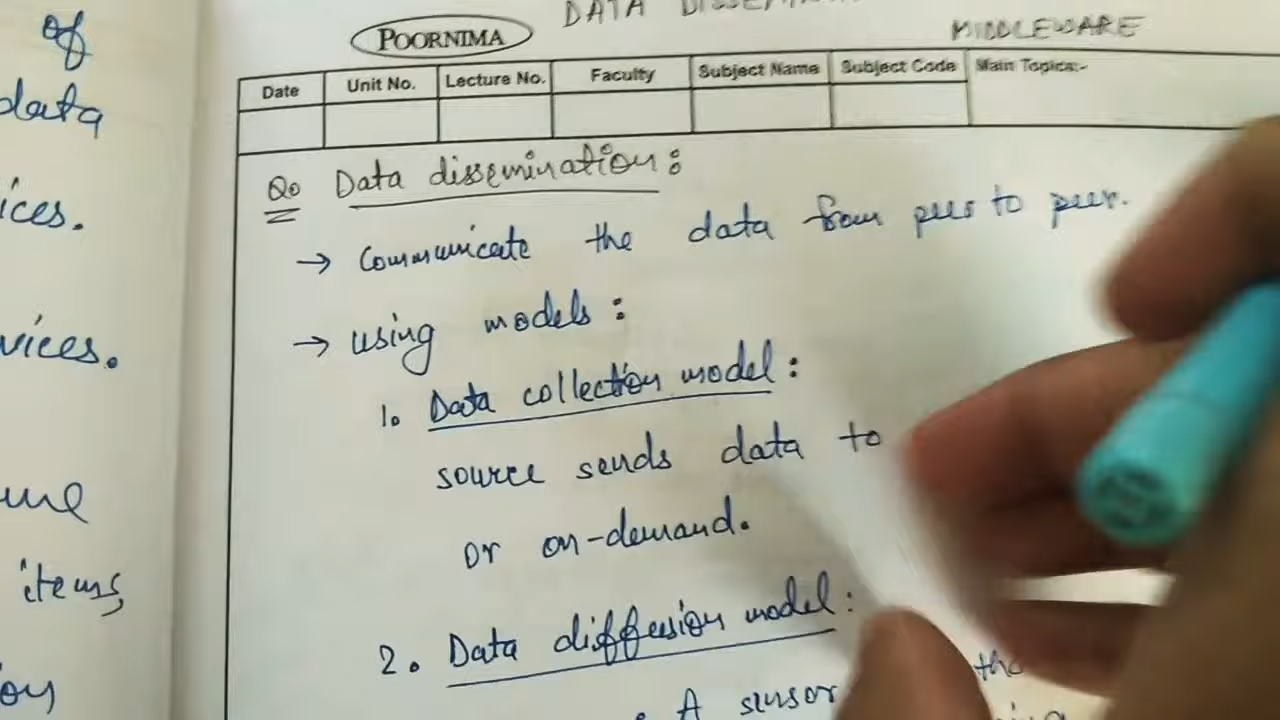 of
data
ices.
vices.
ume
items,
on
DATA
MIDDLEWARE
POORNIMA
Date Unit No. Lecture No. Faculty Subject Name Subject Code Main Topics:-
Q. Data dissemination:
→ Communicate the data from peer to peer.
→ using models:
1. Data collection model:
source sends data to
or on-demand.
2. Data diffusion model:
• A sensor